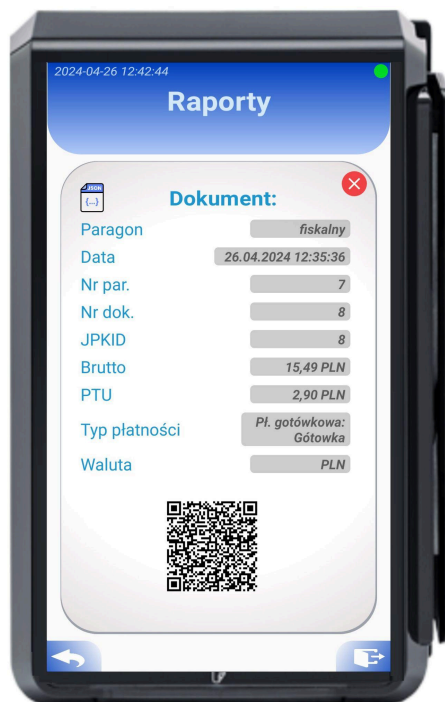 2024-04-26 12:42:44
Raporty
JSON
{...}
Dokument:
Paragon fiskalny
Data 26.04.2024 12:35:36
Nr par. 7
Nr dok. 8
JPKID 8
Brutto 15,49 PLN
PTU 2,90 PLN
Typ płatności Pł. gotówkowa:
Gótowka
Waluta PLN